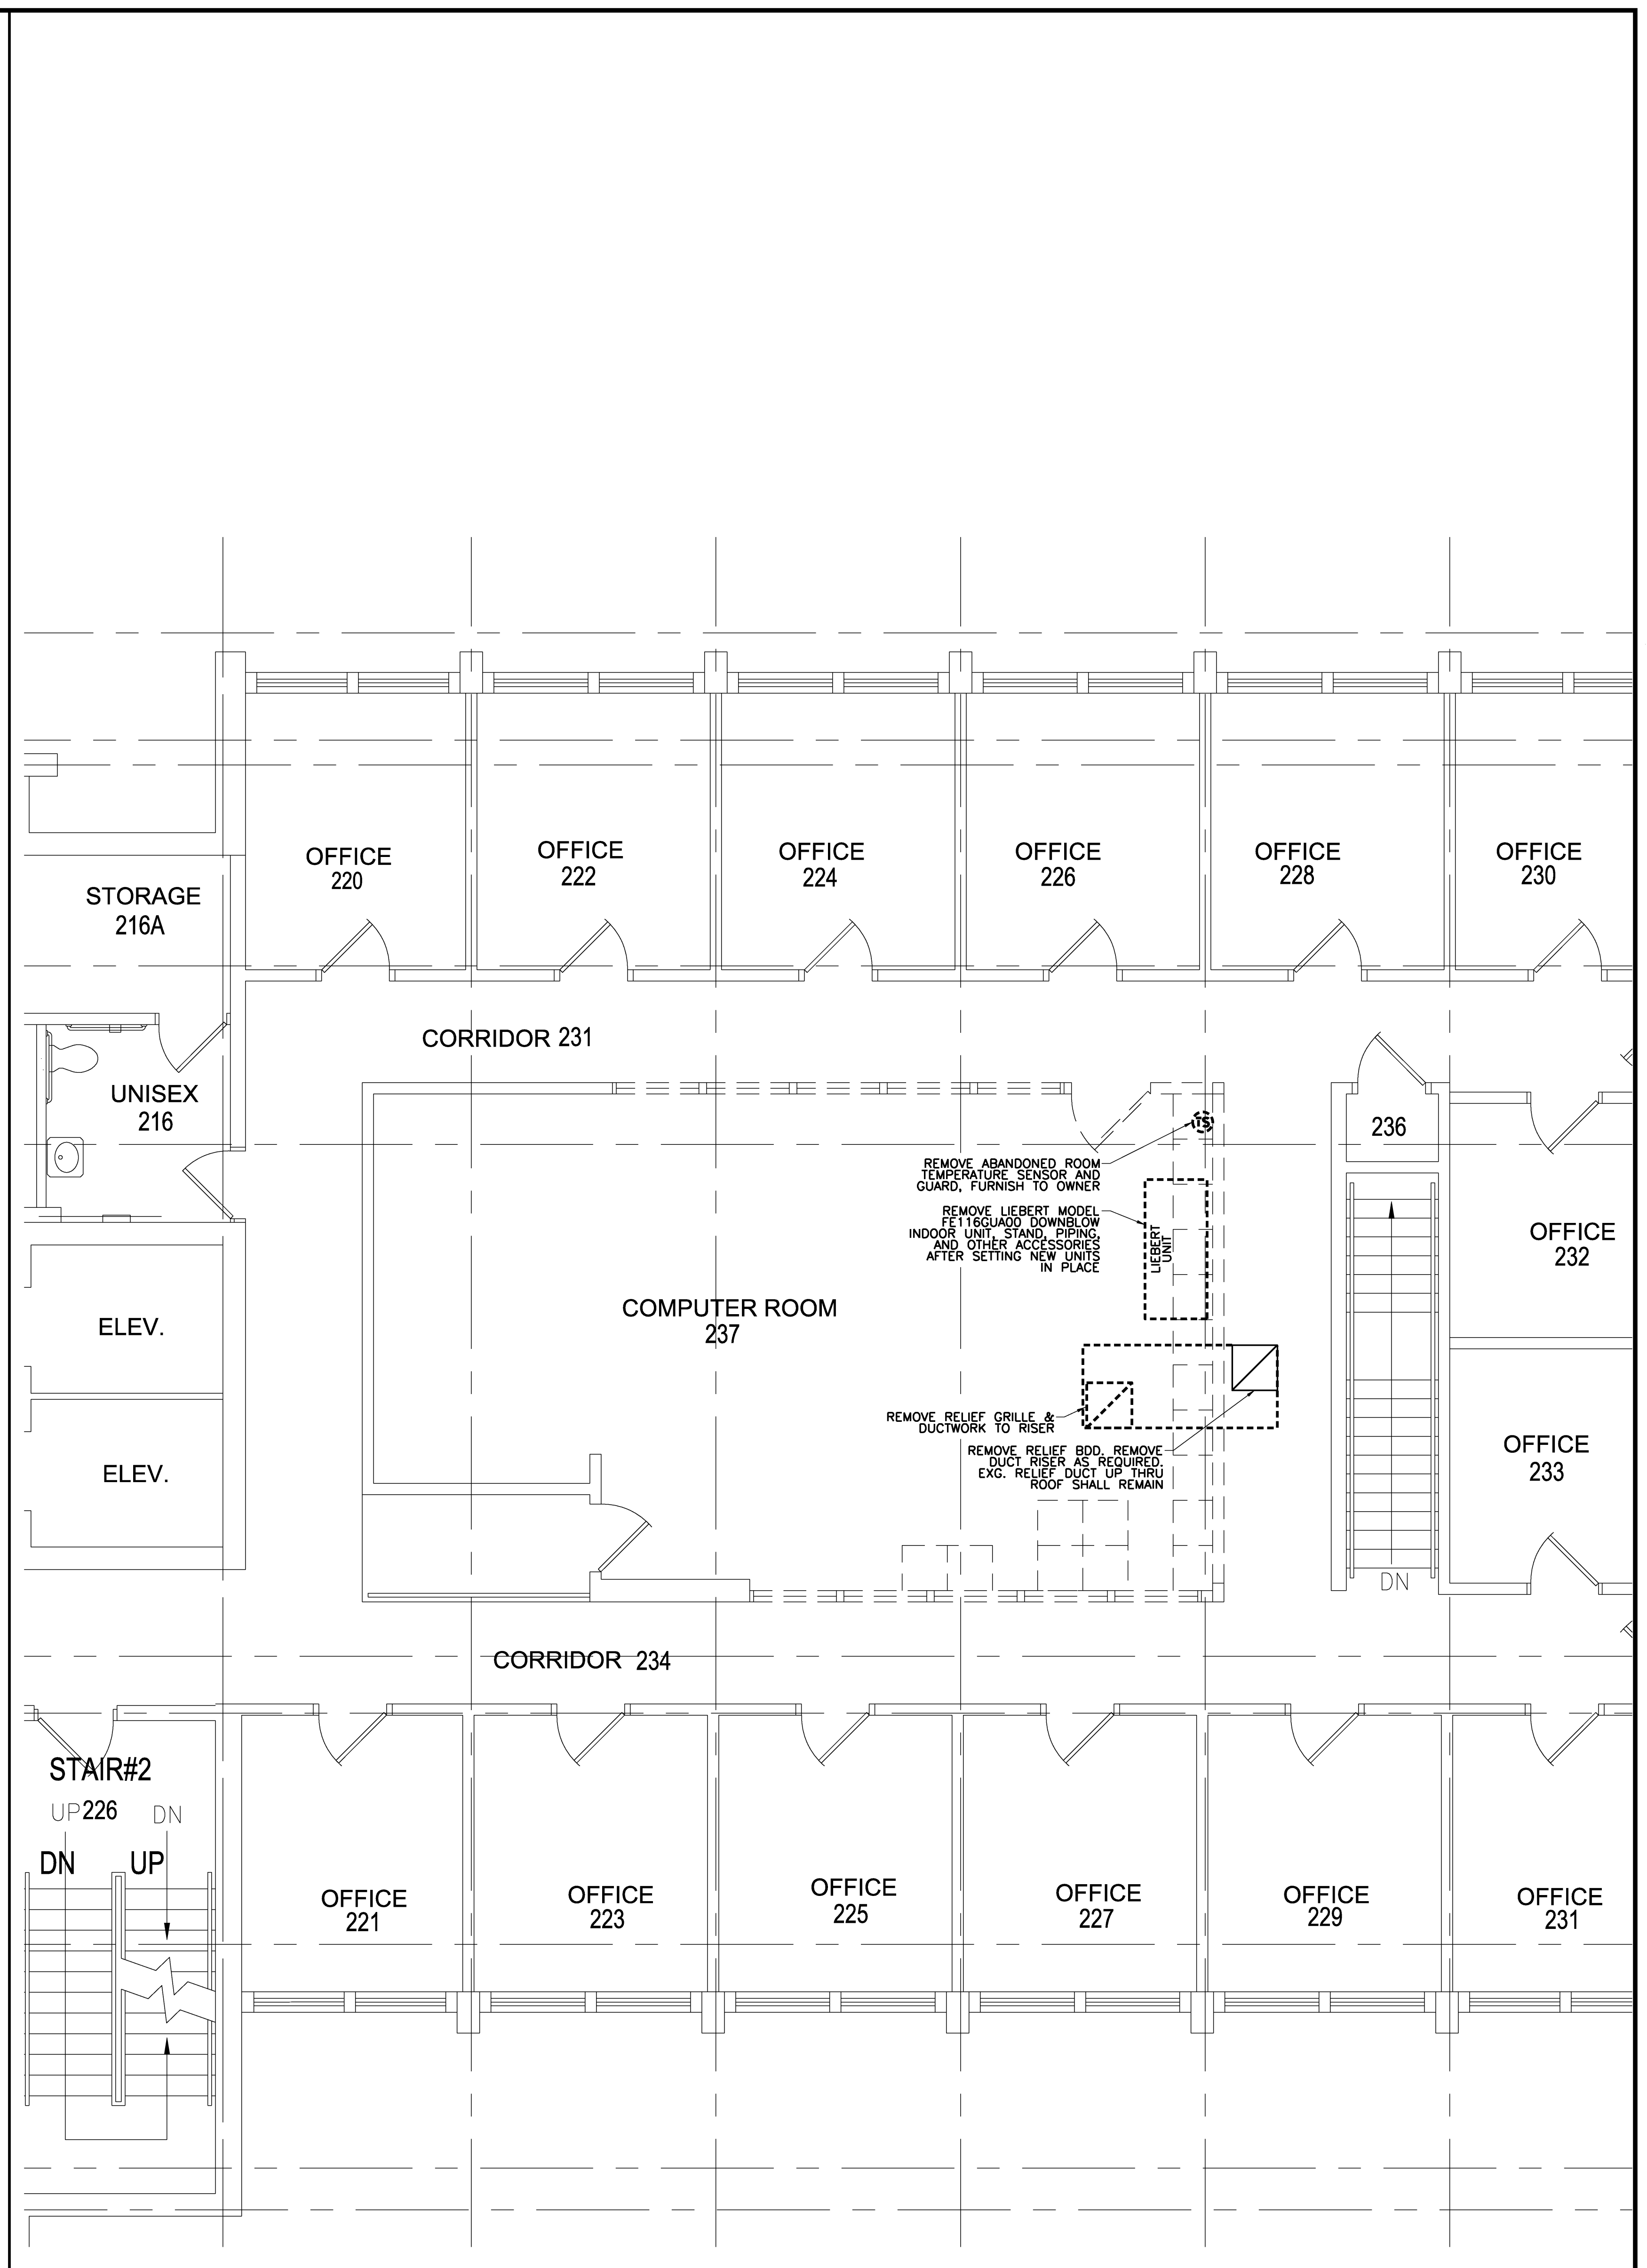 OFFICE
220
OFFICE
222
OFFICE
224
OFFICE
226
OFFICE
228
OFFICE
230
STORAGE
216A
CORRIDOR 231
UNISEX
216
TS
236
REMOVE ABANDONED ROOM
TEMPERATURE SENSOR AND
GUARD, FURNISH TO OWNER
REMOVE LIEBERT MODEL
FE116GUA00 DOWNBLOW
INDOOR UNIT, STAND, PIPING,
AND OTHER ACCESSORIES
AFTER SETTING NEW UNITS
IN PLACE
LIEBERT
UNIT
OFFICE
232
COMPUTER ROOM
237
ELEV.
REMOVE RELIEF GRILLE &
DUCTWORK TO RISER
REMOVE RELIEF BDD. REMOVE
DUCT RISER AS REQUIRED.
EXG. RELIEF DUCT UP THRU
ROOF SHALL REMAIN
OFFICE
233
ELEV.
DN
CORRIDOR 234
STAIR#2
UP 226 DN
DN UP
OFFICE
221
OFFICE
223
OFFICE
225
OFFICE
227
OFFICE
229
OFFICE
231